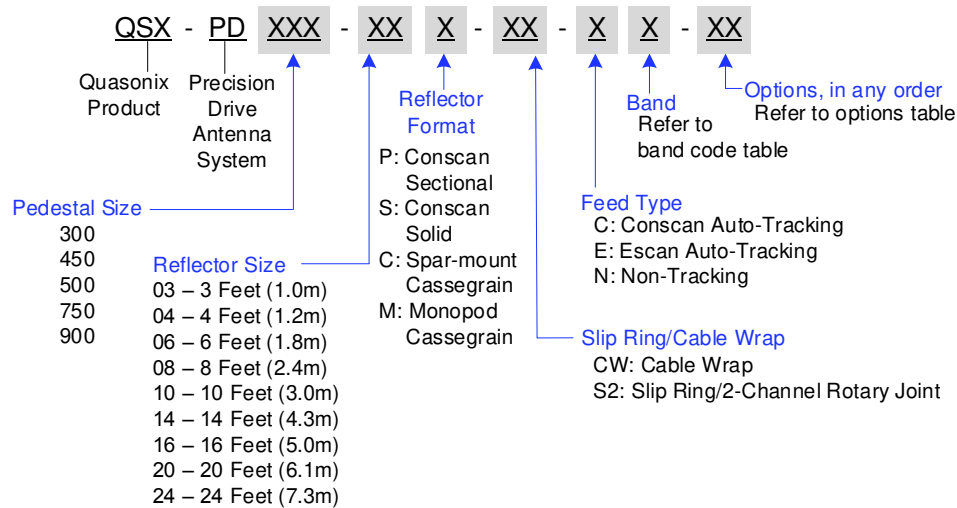 QSX - PD XXX - XX X - XX - X X - XX
Quasonix
Product
Precision
Drive
Antenna
System
Pedestal Size
300
450
500
750
900
Reflector Size
03 – 3 Feet (1.0m)
04 – 4 Feet (1.2m)
06 – 6 Feet (1.8m)
08 – 8 Feet (2.4m)
10 – 10 Feet (3.0m)
14 – 14 Feet (4.3m)
16 – 16 Feet (5.0m)
20 – 20 Feet (6.1m)
24 – 24 Feet (7.3m)
Reflector
Format
P: Conscan
Sectional
S: Conscan
Solid
C: Spar-mount
Cassegrain
M: Monopod
Cassegrain
Slip Ring/Cable Wrap
CW: Cable Wrap
S2: Slip Ring/2-Channel Rotary Joint
Feed Type
C: Conscan Auto-Tracking
E: Escan Auto-Tracking
N: Non-Tracking
Band
Refer to
band code table
Options, in any order
Refer to options table